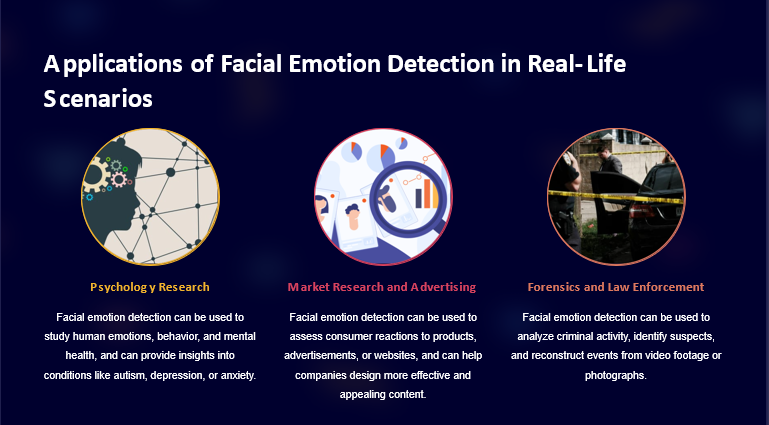 Applications of Facial Emotion Detection in Real-Life
Scenarios
Psychology Research
Facial emotion detection can be used to
study human emotions, behavior, and mental
health, and can provide insights into
conditions like autism, depression, or anxiety.
Market Research and Advertising
Facial emotion detection can be used to
assess consumer reactions to products,
advertisements, or websites, and can help
companies design more effective and
appealing content.
Forensics and Law Enforcement
Facial emotion detection can be used to
analyze criminal activity, identify suspects,
and reconstruct events from video footage or
photographs.